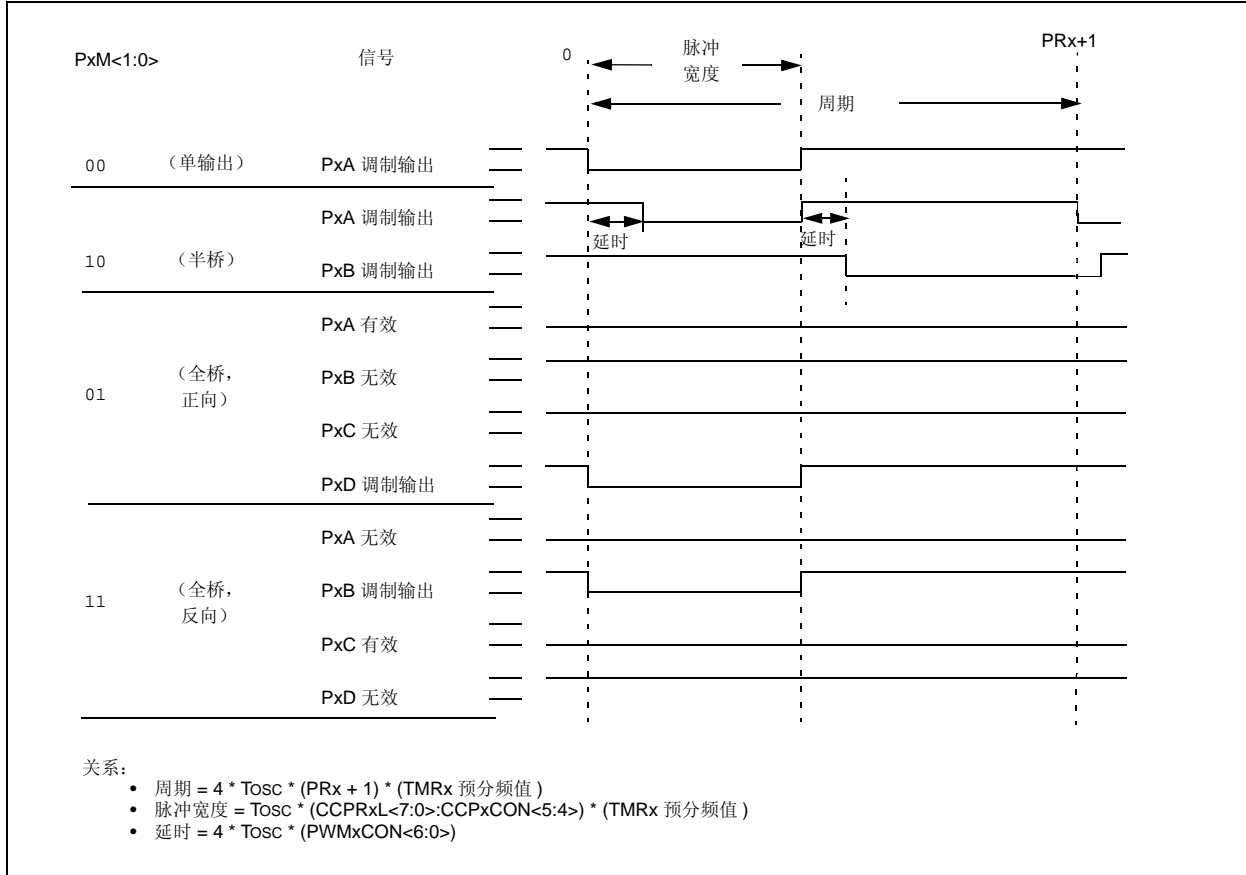 PxM<1:0> 信号 0 脉冲 PRx+1
宽度
周期
00 （单输出） PxA 调制输出
PxA 调制输出
延时 延时
10 （半桥） PxB 调制输出
PxA 有效
01 （全桥， PxB 无效
正向）
PxC 无效
PxD 调制输出
PxA 无效
11 （全桥， PxB 调制输出
反向）
PxC 有效
PxD 无效
关系：
• 周期 = 4 * TOSC * (PRx + 1) * (TMRx 预分频值 )
• 脉冲宽度 = TOSC * (CCPRxL<7:0>:CCPxCON<5:4>) * (TMRx 预分频值 )
• 延时 = 4 * TOSC * (PWMxCON<6:0>)